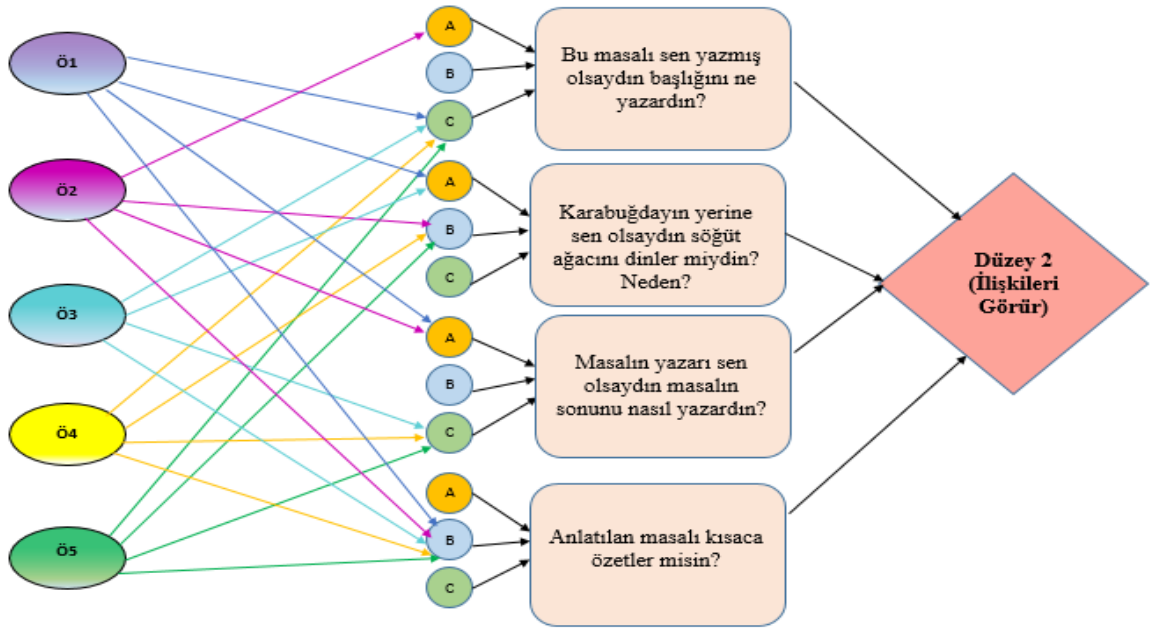 Ö1
Ö2
Ö3
Ö4
Ö5
A
B
C
Bu masalı sen yazmış
olsaydın başlığını ne
yazardın?
A
B
C
Karabuğdayın yerine
sen olsaydın söğüt
ağacını dinler miydin?
Neden?
A
B
C
Masalın yazarı sen
olsaydın masalın
sonunu nasıl yazardın?
A
B
C
Anlatılan masalı kısaca
özetler misin?
Düzey 2
(İlişkileri
Görür)